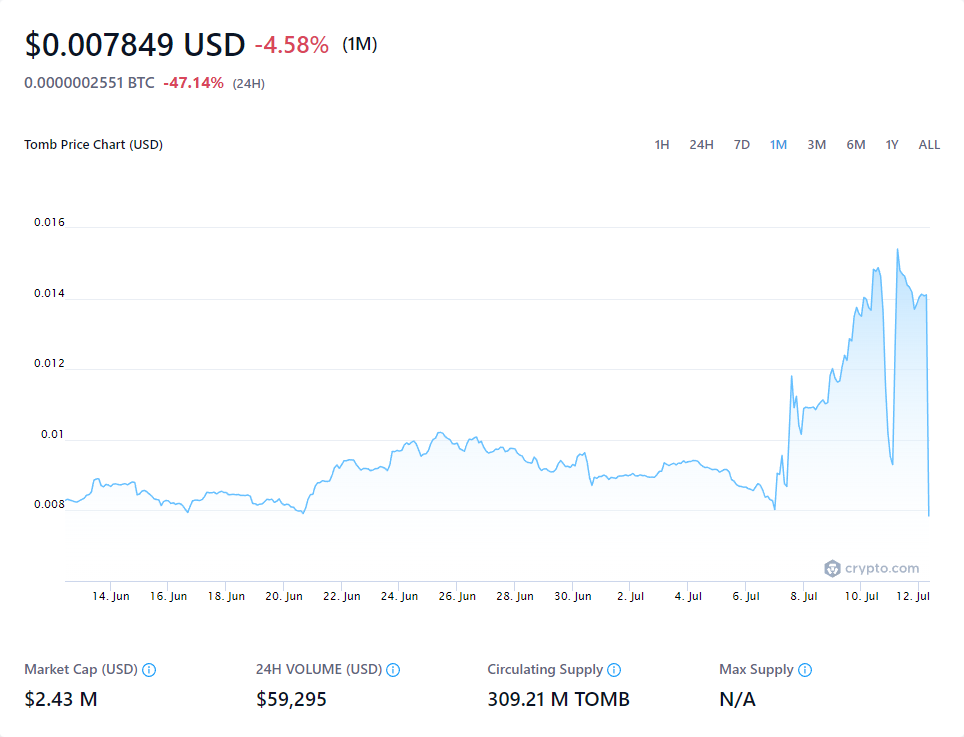 $0.007849 USD -4.58% (1M)
0.0000002551 BTC -47.14% (24H)
Tomb Price Chart (USD) 1H 24H 7D 1M 3M 6M 1Y ALL
0.016
0.014
0.012
0.01
0.008
crypto.com
14. Jun 16. Jun 18. Jun 20. Jun 22. Jun 24. Jun 26. Jun 28. Jun 30. Jun 2. Jul 4. Jul 6. Jul 8. Jul 10. Jul 12. Jul
Market Cap (USD) 24H VOLUME (USD) Circulating Supply Max Supply
$2.43 M $59,295 309.21 M TOMB N/A